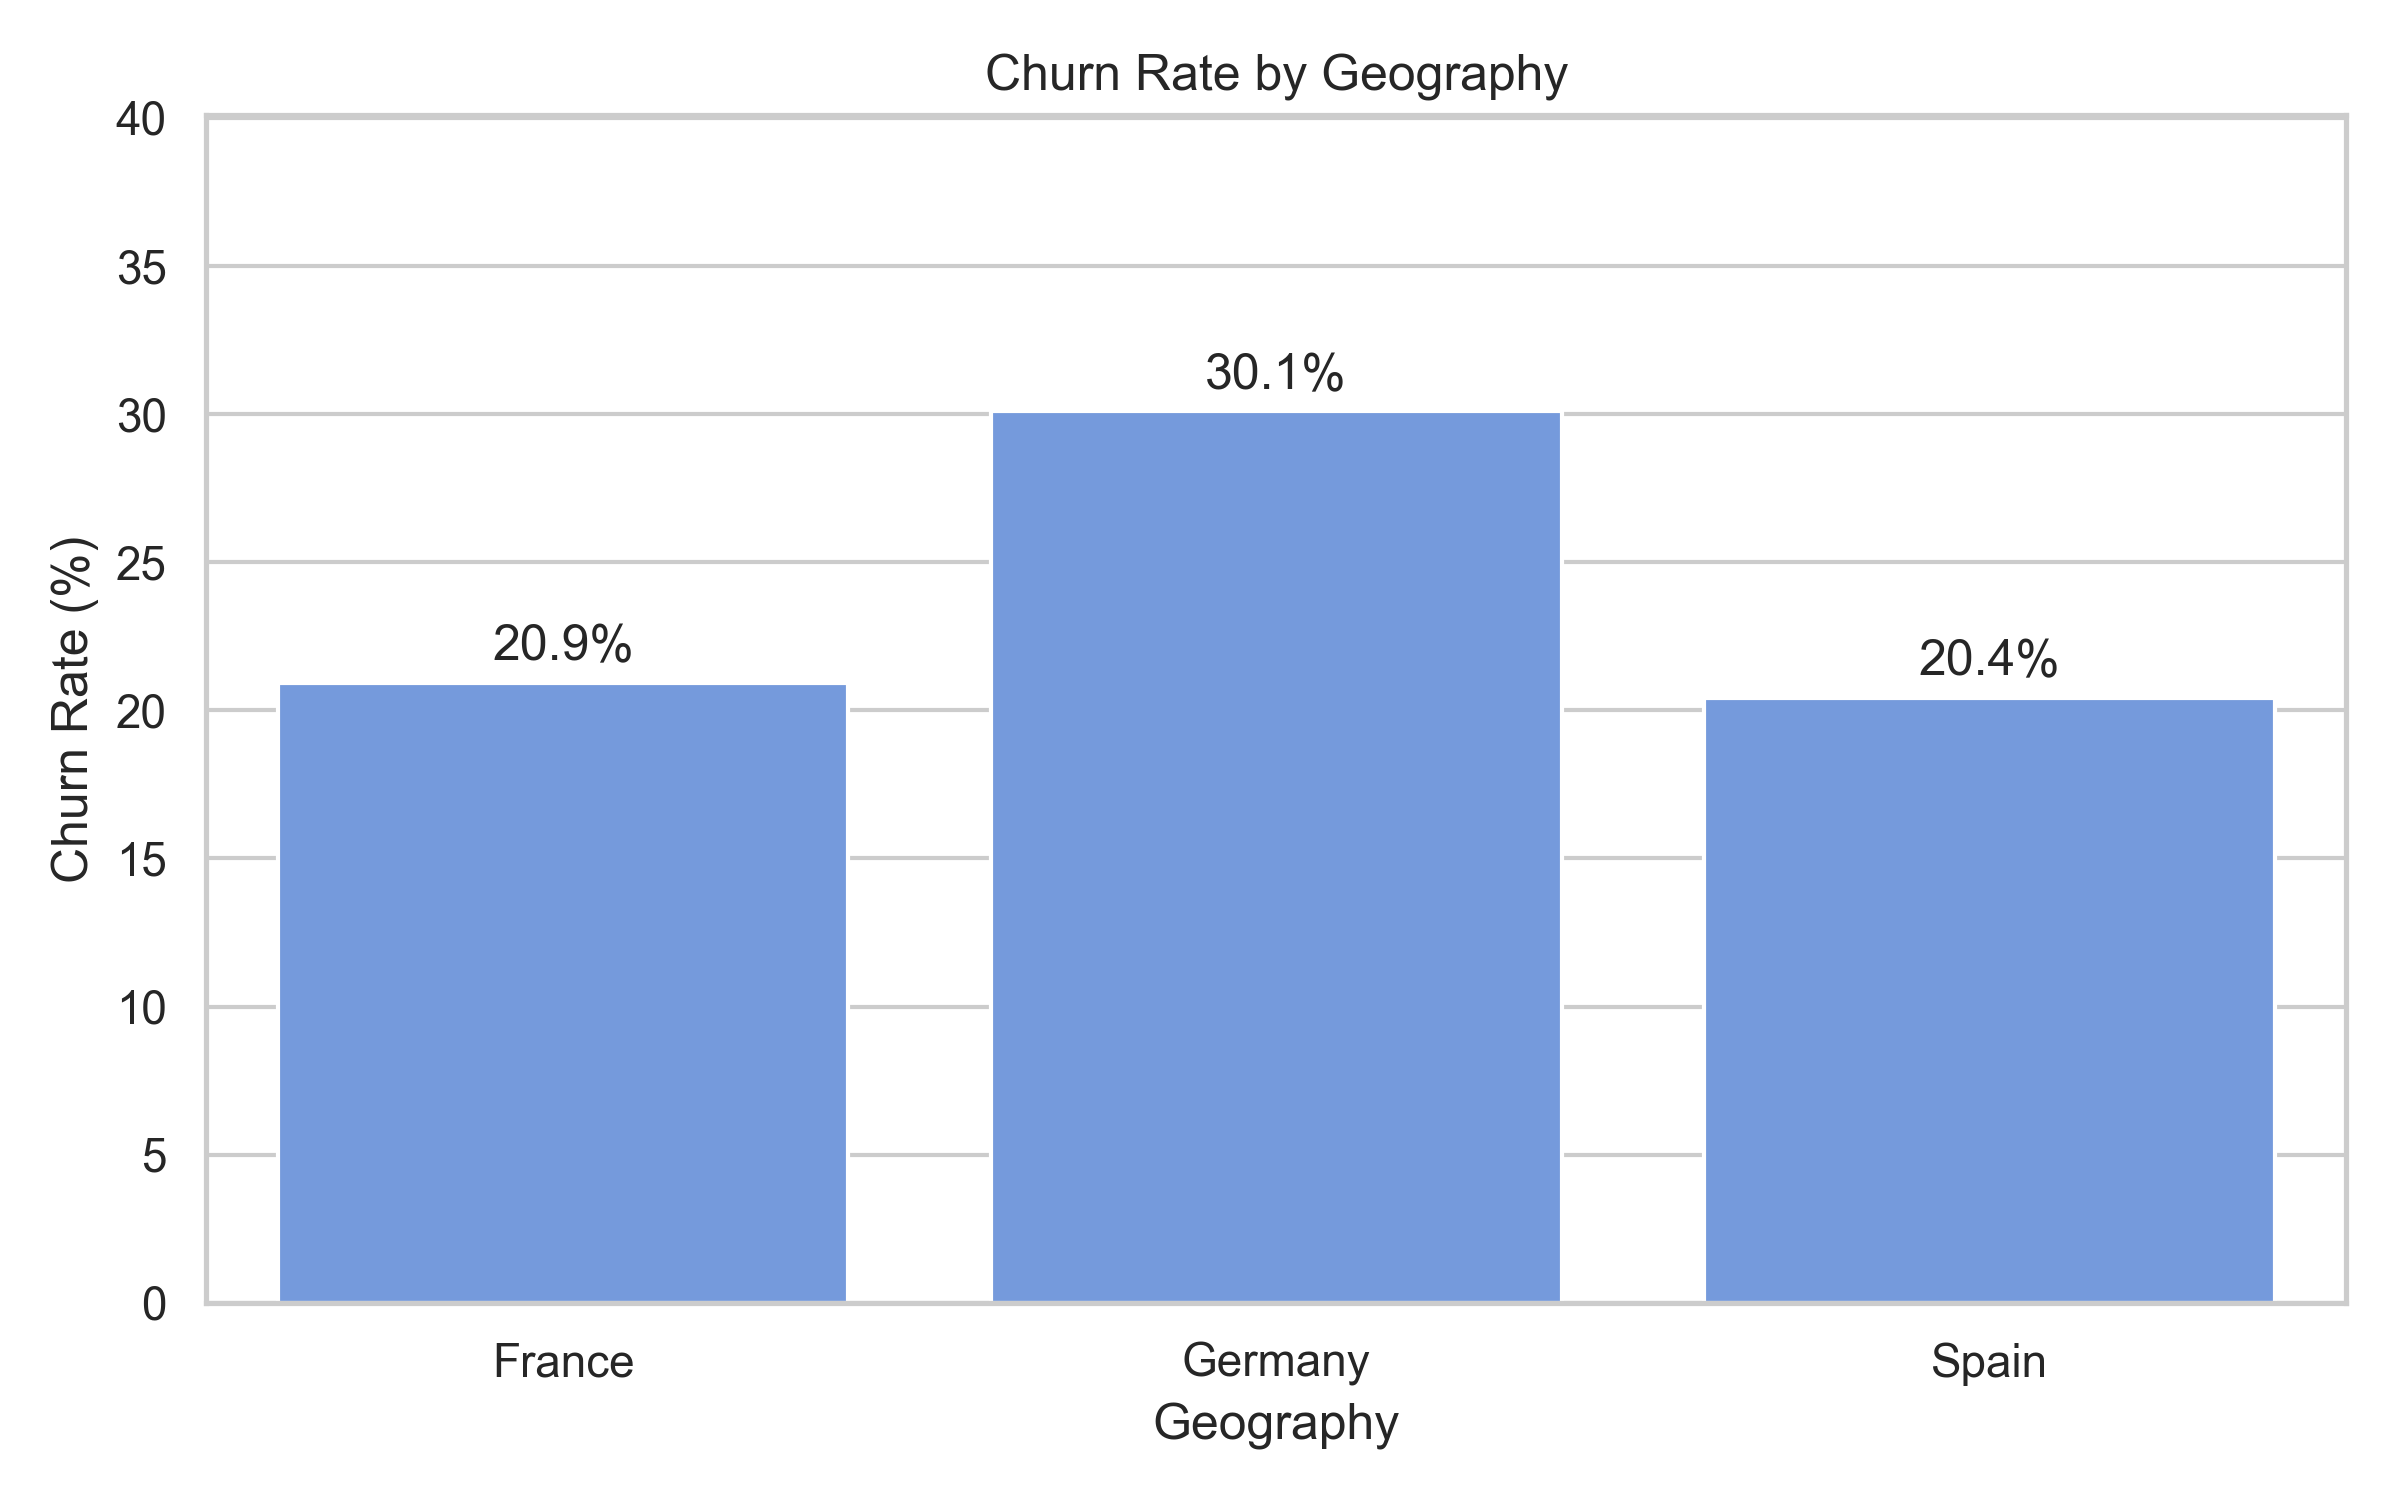 Churn Rate by Geography
40
35
30
25
20
15
10
5
0
Churn Rate (%)
20.9%
30.1%
20.4%
France
Germany
Spain
Geography